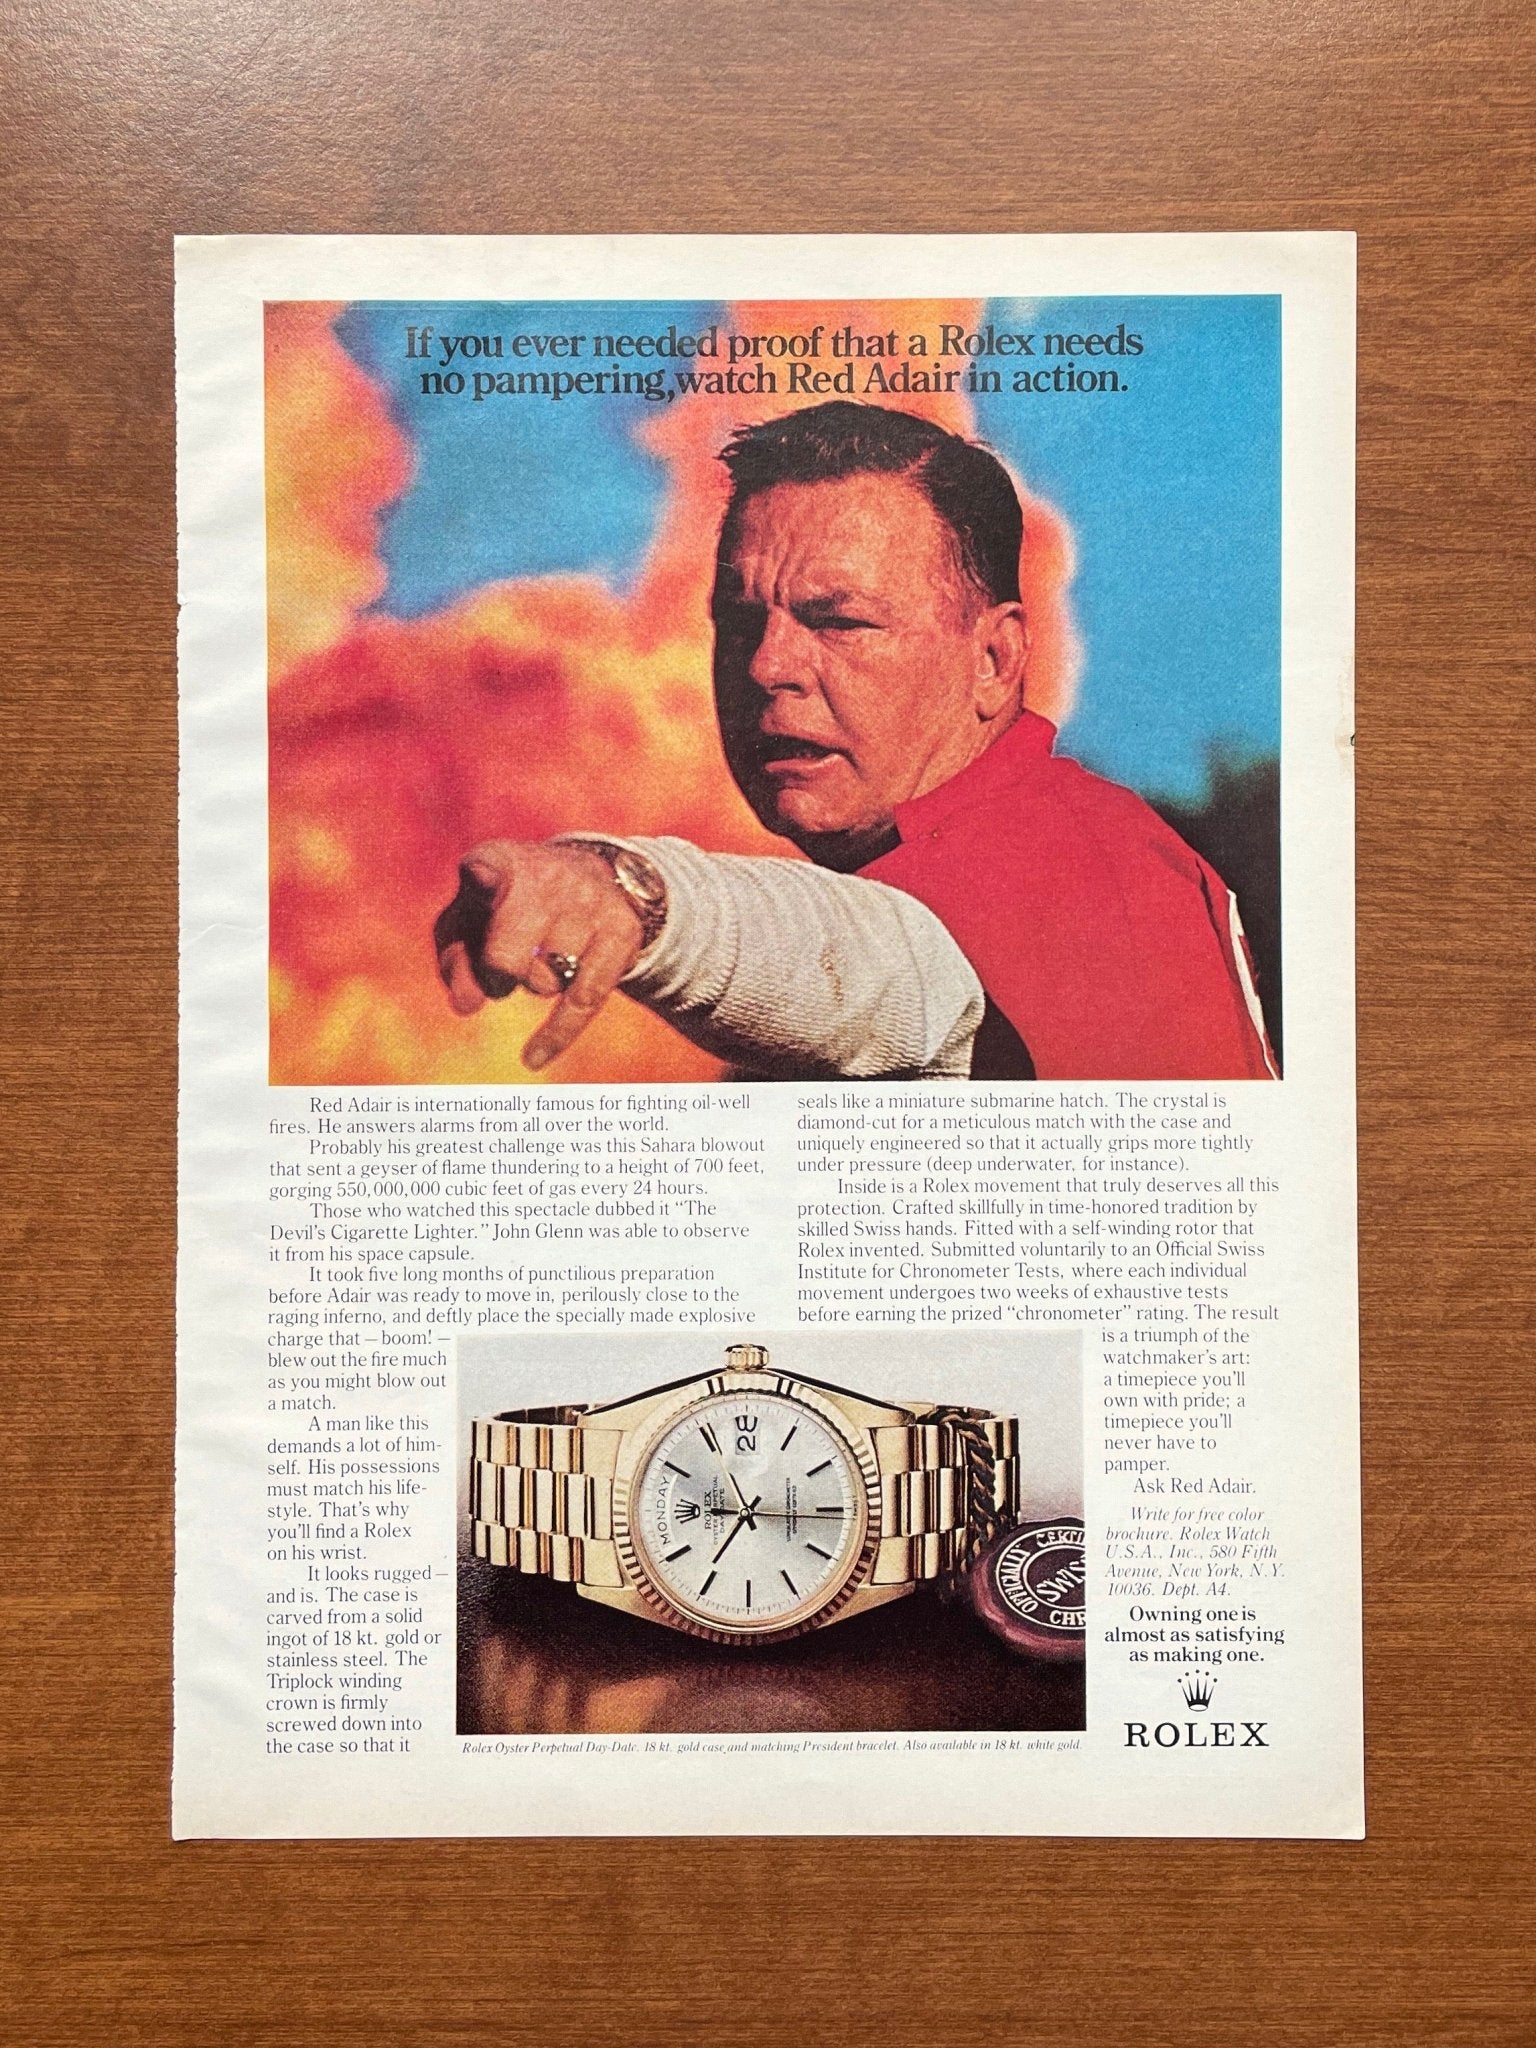 If you ever needed proof that a Rolex needs
no pampering, watch Red Adair in action.
Red Adair is internationally famous for fighting oil-well
fires. He answers alarms from all over the world.
Probably his greatest challenge was this Sahara blowout
that sent a geyser of flame thundering to a height of 700 feet,
gorging 550,000,000 cubic feet of gas every 24 hours.
Those who watched this spectacle dubbed it "The
Devil's Cigarette Lighter." John Glenn was able to observe
it from his space capsule.
It took five long months of punctilious preparation
before Adair was ready to move in, perilously close to the
raging inferno, and deftly place the specially made explosive
charge that — boom! —
blew out the fire much
as you might blow out
a match.
A man like this
demands a lot of him-
self. His possessions
must match his life-
style. That's why
you'll find a Rolex
on his wrist.
It looks rugged —
and is. The case is
carved from a solid
ingot of 18 kt. gold or
stainless steel. The
Triplock winding
crown is firmly
screwed down into
the case so that it
seals like a miniature submarine hatch. The crystal is
diamond-cut for a meticulous match with the case and
uniquely engineered so that it actually grips more tightly
under pressure (deep underwater, for instance).
Inside is a Rolex movement that truly deserves all this
protection. Crafted skillfully in time-honored tradition by
skilled Swiss hands. Fitted with a self-winding rotor that
Rolex invented. Submitted voluntarily to an Official Swiss
Institute for Chronometer Tests, where each individual
movement undergoes two weeks of exhaustive tests
before earning the prized "chronometer" rating. The result
is a triumph of the
watchmaker's art:
a timepiece you'll
own with pride; a
timepiece you'll
never have to
pamper.
Ask Red Adair.
Write for free color
brochure. Rolex Watch
U.S.A., Inc., 580 Fifth
Avenue, New York, N.Y.
10036. Dept. A4.
Owning one is
almost as satisfying
as making one.
ROLEX
28
MONDAY
ROLEX
OYSTER PERPETUAL
DAY-DATE
SUPERLATIVE CHRONOMETER
OFFICIALLY CERTIFIED
OFFICIALLY CERTI
SWISS
CHR
Rolex Oyster Perpetual Day-Date. 18 kt. gold case and matching President bracelet. Also available in 18 kt. white gold.